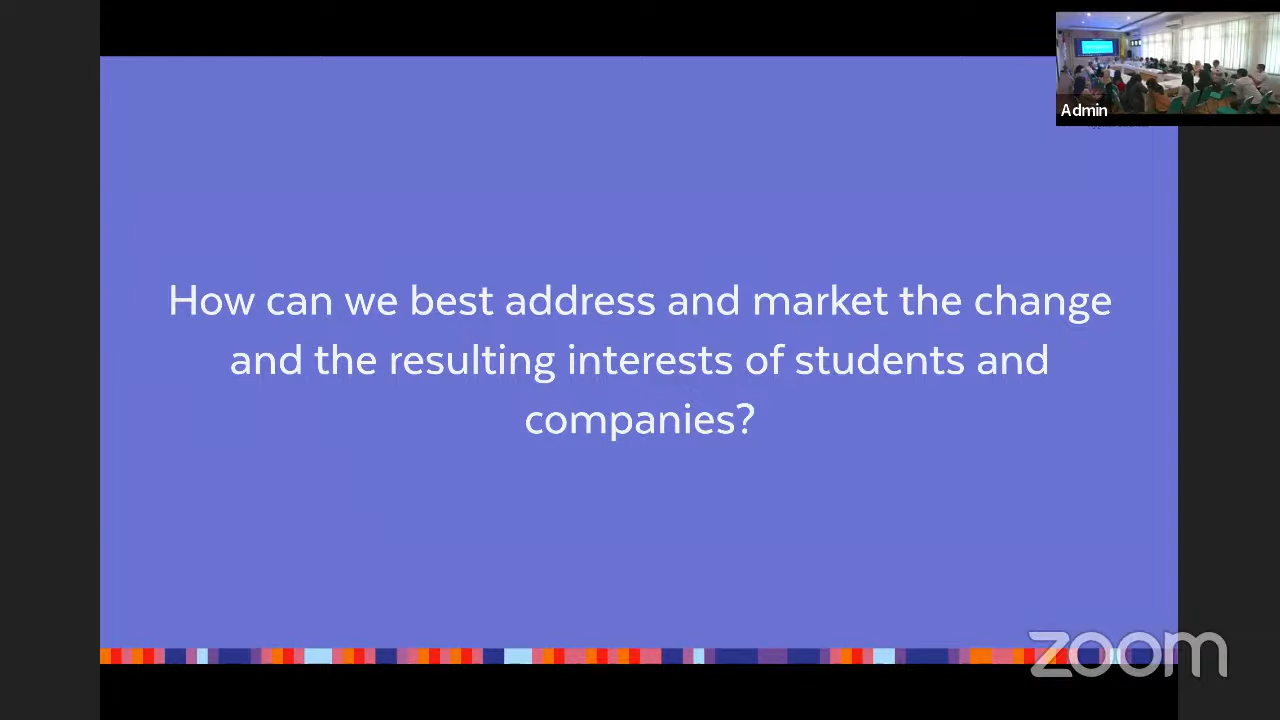 Admin
How can we best address and market the change
and the resulting interests of students and
companies?
zoom